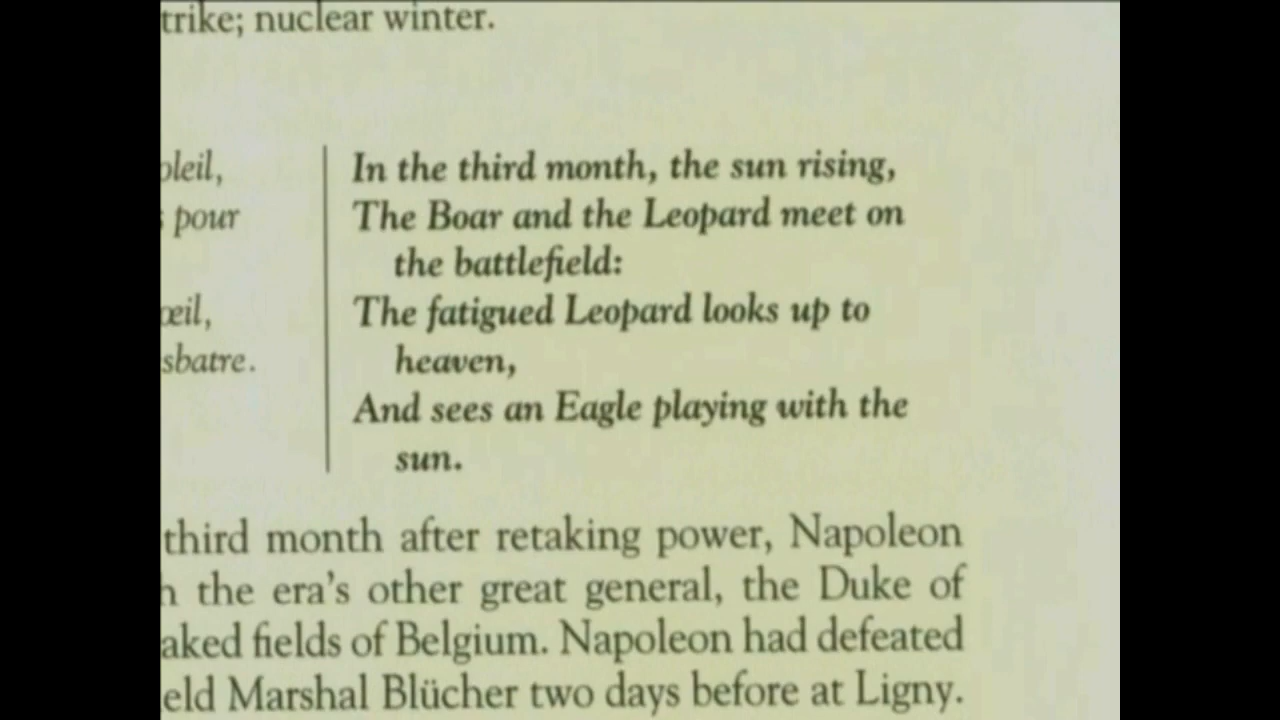 trike; nuclear winter.
oleil,
pour
œil,
sbatre.
In the third month, the sun rising,
The Boar and the Leopard meet on
the battlefield:
The fatigued Leopard looks up to
heaven,
And sees an Eagle playing with the
sun.
third month after retaking power, Napoleon
n the era's other great general, the Duke of
aked fields of Belgium. Napoleon had defeated
eld Marshal Blücher two days before at Ligny.